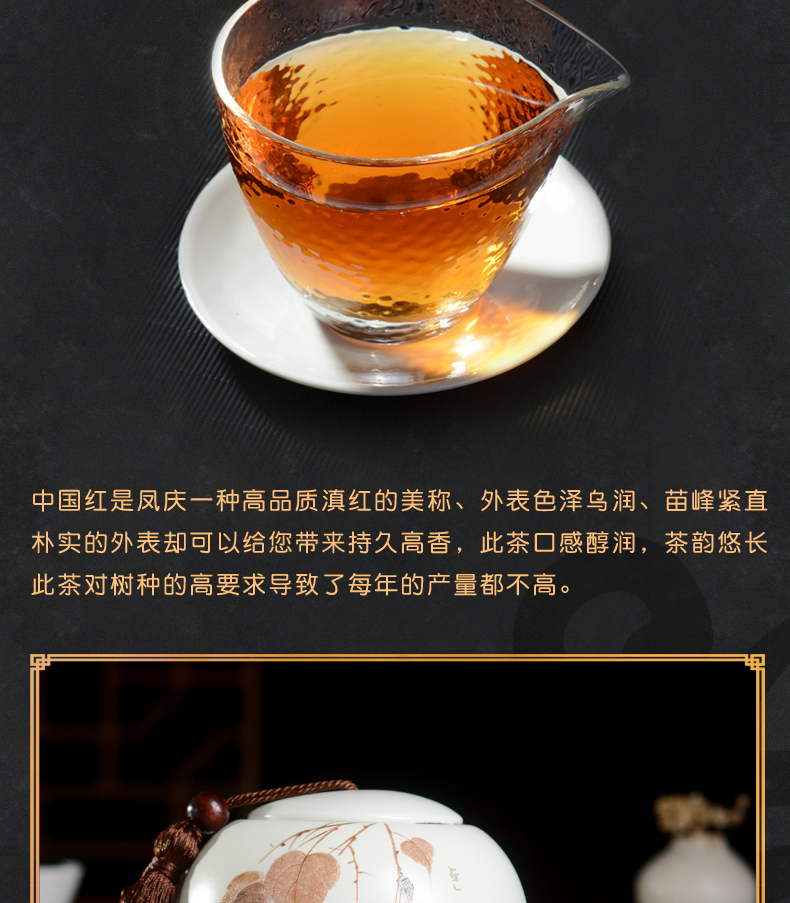 中国红是凤庆一种高品质滇红的美称、外表色泽乌润、苗峰紧直
朴实的外表却可以给您带来持久高香，此茶口感醇润，茶韵悠长
此茶对树种的高要求导致了每年的产量都不高。